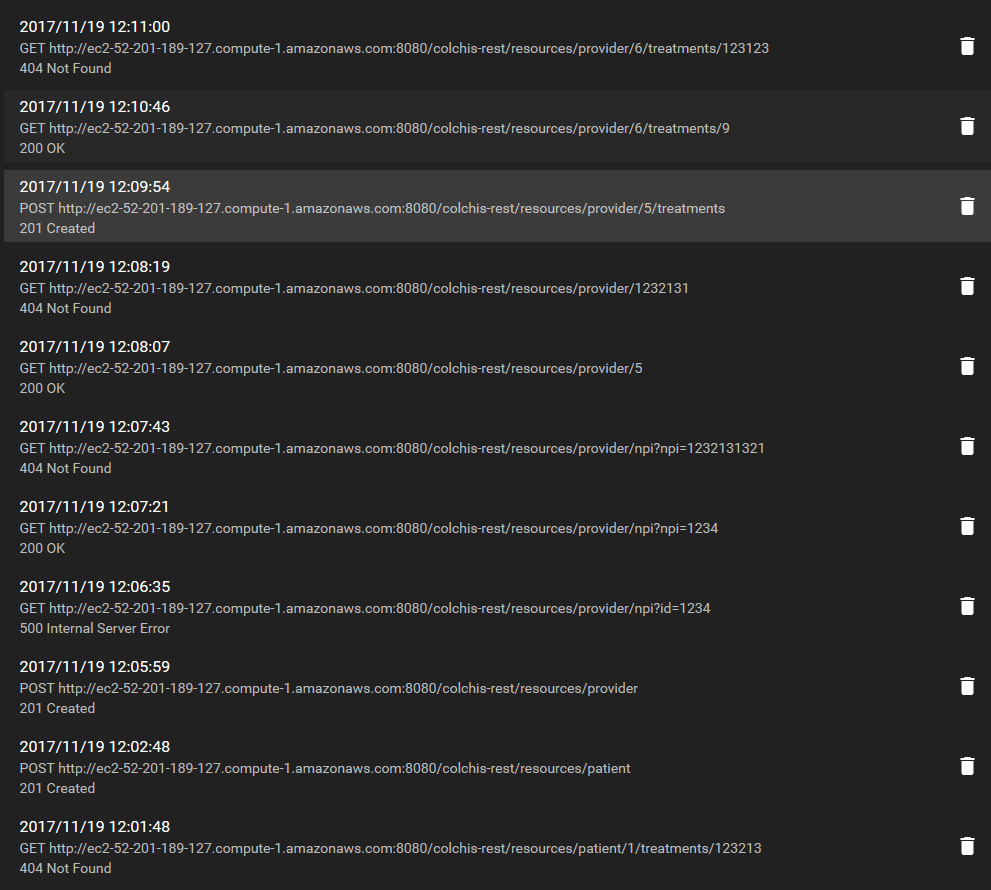 2017/11/19 12:11:00
GET http://ec2-52-201-189-127.compute-1.amazonaws.com:8080/colchis-rest/resources/provider/6/treatments/123123
404 Not Found
2017/11/19 12:10:46
GET http://ec2-52-201-189-127.compute-1.amazonaws.com:8080/colchis-rest/resources/provider/6/treatments/9
200 OK
2017/11/19 12:09:54
POST http://ec2-52-201-189-127.compute-1.amazonaws.com:8080/colchis-rest/resources/provider/5/treatments
201 Created
2017/11/19 12:08:19
GET http://ec2-52-201-189-127.compute-1.amazonaws.com:8080/colchis-rest/resources/provider/1232131
404 Not Found
2017/11/19 12:08:07
GET http://ec2-52-201-189-127.compute-1.amazonaws.com:8080/colchis-rest/resources/provider/5
200 OK
2017/11/19 12:07:43
GET http://ec2-52-201-189-127.compute-1.amazonaws.com:8080/colchis-rest/resources/provider/npi?npi=1232131321
404 Not Found
2017/11/19 12:07:21
GET http://ec2-52-201-189-127.compute-1.amazonaws.com:8080/colchis-rest/resources/provider/npi?npi=1234
200 OK
2017/11/19 12:06:35
GET http://ec2-52-201-189-127.compute-1.amazonaws.com:8080/colchis-rest/resources/provider/npi?id=1234
500 Internal Server Error
2017/11/19 12:05:59
POST http://ec2-52-201-189-127.compute-1.amazonaws.com:8080/colchis-rest/resources/provider
201 Created
2017/11/19 12:02:48
POST http://ec2-52-201-189-127.compute-1.amazonaws.com:8080/colchis-rest/resources/patient
201 Created
2017/11/19 12:01:48
GET http://ec2-52-201-189-127.compute-1.amazonaws.com:8080/colchis-rest/resources/patient/1/treatments/123213
404 Not Found